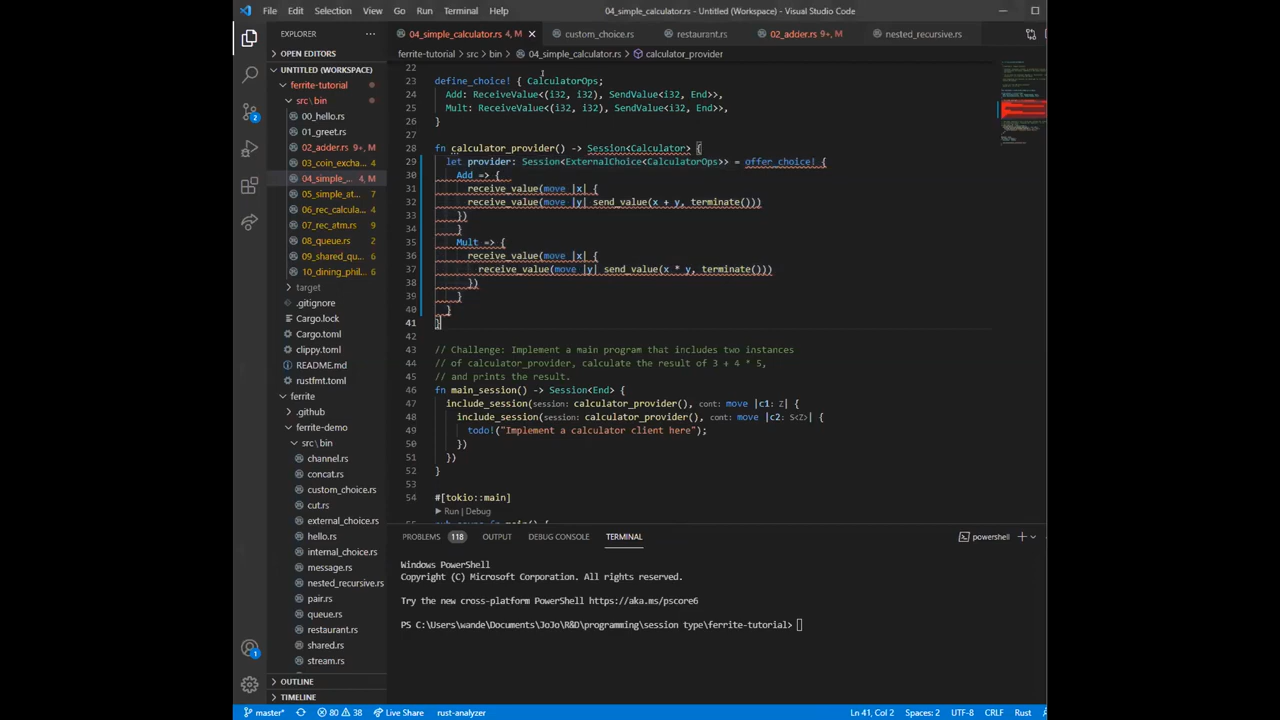 File Edit Selection View Go Run Terminal Help 04_simple_calculator.rs - Untitled (Workspace) - Visual Studio Code
EXPLORER ···
04_simple_calculator.rs 4, M × custom_choice.rs restaurant.rs 02_adder.rs 9+, M nested_recursive.rs
ferrite-tutorial > src > bin > 04_simple_calculator.rs > calculator_provider
OPEN EDITORS
UNTITLED (WORKSPACE)
ferrite-tutorial
src\bin
00_hello.rs
01_greet.rs
02_adder.rs 9+, M
03_coin_excha...
04_simple_... 4, M
05_simple_at... 7
06_rec_calcula...
07_rec_atm.rs
08_queue.rs 2
09_shared_qu...
10_dining_phil...
target
.gitignore
Cargo.lock
Cargo.toml
clippy.toml
README.md
rustfmt.toml
ferrite
.github
ferrite-demo
src\bin
channel.rs
concat.rs
custom_choice.rs
cut.rs
external_choice.rs
hello.rs
internal_choice.rs
message.rs
nested_recursive.rs
pair.rs
queue.rs
restaurant.rs
shared.rs
stream.rs
OUTLINE
TIMELINE
22
23 define_choice! { CalculatorOps;
24 Add: ReceiveValue<(i32, i32), SendValue<i32, End>>,
25 Mult: ReceiveValue<(i32, i32), SendValue<i32, End>>,
26 }
27
28 fn calculator_provider() -> Session<Calculator> {
29 let provider: Session<ExternalChoice<CalculatorOps>> = offer_choice! {
30 Add => {
31 receive_value(move |x| {
32 receive_value(move |y| send_value(x + y, terminate()))
33 })
34 }
35 Mult => {
36 receive_value(move |x| {
37 receive_value(move |y| send_value(x * y, terminate()))
38 })
39 }
40 }
41 }
42
43 // Challenge: Implement a main program that includes two instances
44 // of calculator_provider, calculate the result of 3 + 4 * 5,
45 // and prints the result.
46 fn main_session() -> Session<End> {
47 include_session(session: calculator_provider(), cont: move |c1: Z| {
48 include_session(session: calculator_provider(), cont: move |c2: S<Z>| {
49 todo!("Implement a calculator client here");
50 })
51 })
52 }
53
54 #[tokio::main]
Run | Debug
PROBLEMS 118 OUTPUT DEBUG CONSOLE TERMINAL powershell
Windows PowerShell
Copyright (C) Microsoft Corporation. All rights reserved.
Try the new cross-platform PowerShell https://aka.ms/pscore6
PS C:\Users\wande\Documents\JoJo\R&D\programming\session type\ferrite-tutorial>
master* 80 38 Live Share rust-analyzer Ln 41, Col 2 Spaces: 2 UTF-8 CRLF Rust